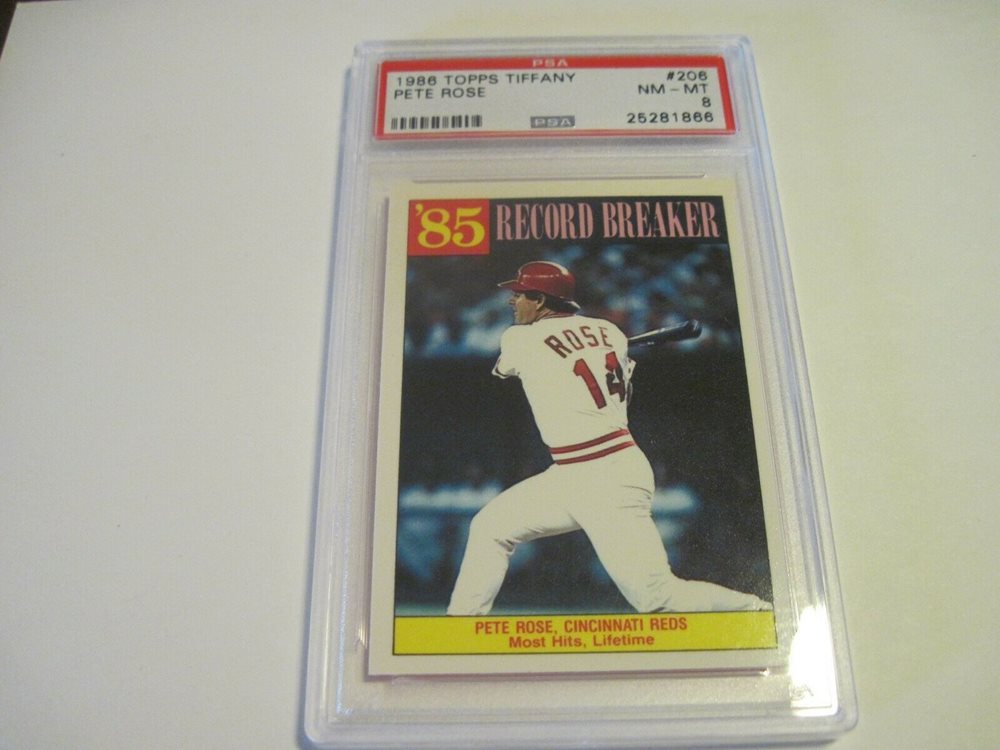 PSA
1986 TOPPS TIFFANY #206
PETE ROSE NM - MT
8
PSA 25281866
'85 RECORD BREAKER
ROSE
14
PETE ROSE, CINCINNATI REDS
Most Hits, Lifetime